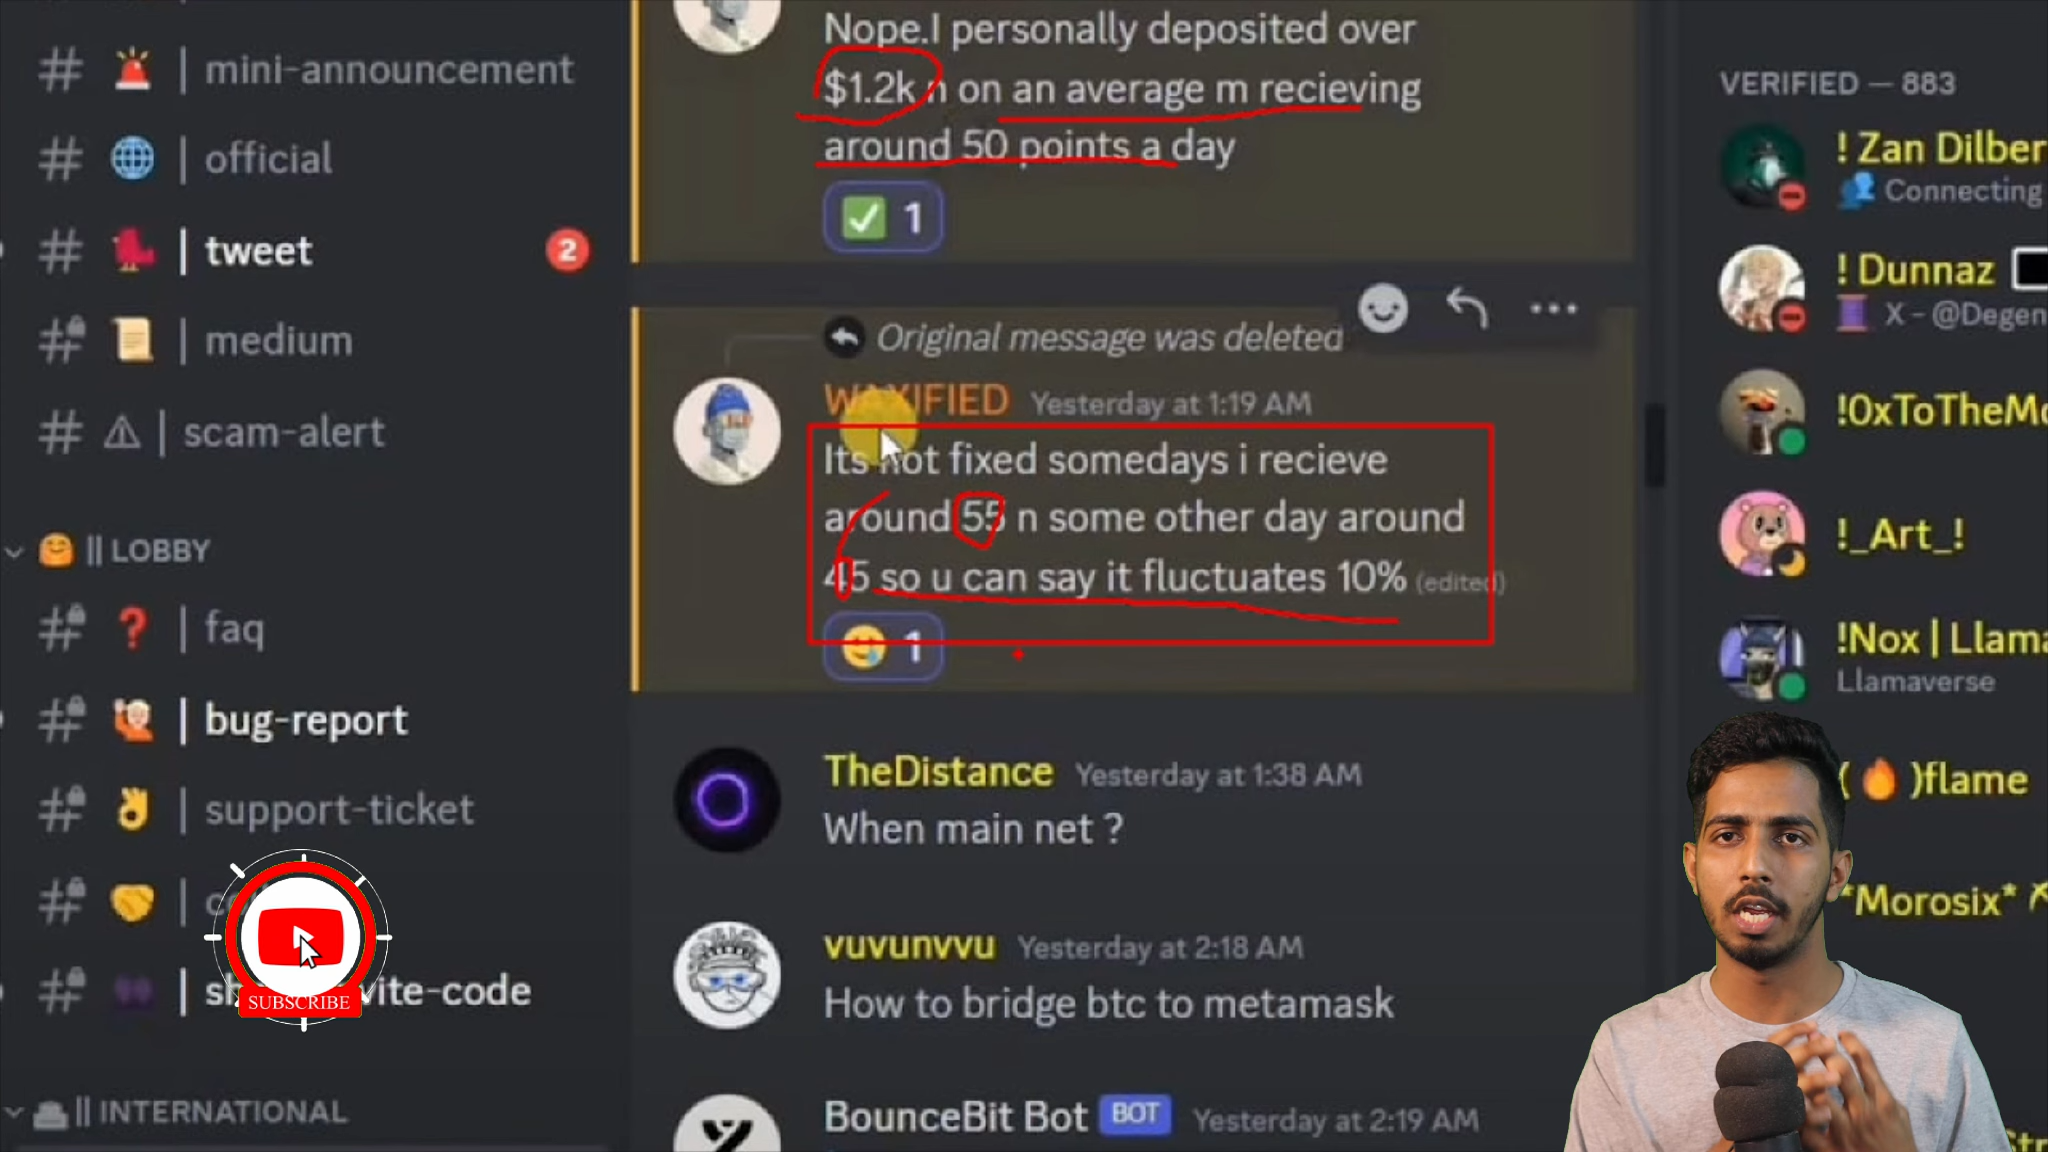 mini-announcement
official
tweet
2
medium
scam-alert
LOBBY
faq
bug-report
support-ticket
vite-code
SUBSCRIBE
INTERNATIONAL
Nope.I personally deposited over
$1.2k n on an average m recieving
around 50 points a day
1
Original message was deleted
WAXIFIED Yesterday at 1:19 AM
Its not fixed somedays i recieve
around 55 n some other day around
45 so u can say it fluctuates 10% (edited)
1
TheDistance Yesterday at 1:38 AM
When main net ?
vuvunvvu Yesterday at 2:18 AM
How to bridge btc to metamask
BounceBit Bot BOT Yesterday at 2:19 AM
VERIFIED — 883
! Zan Dilber
Connecting
! Dunnaz
X - @Degen
!0xToTheMo
!_Art_!
!Nox | Llama
Llamaverse
( )flame
*Morosix*